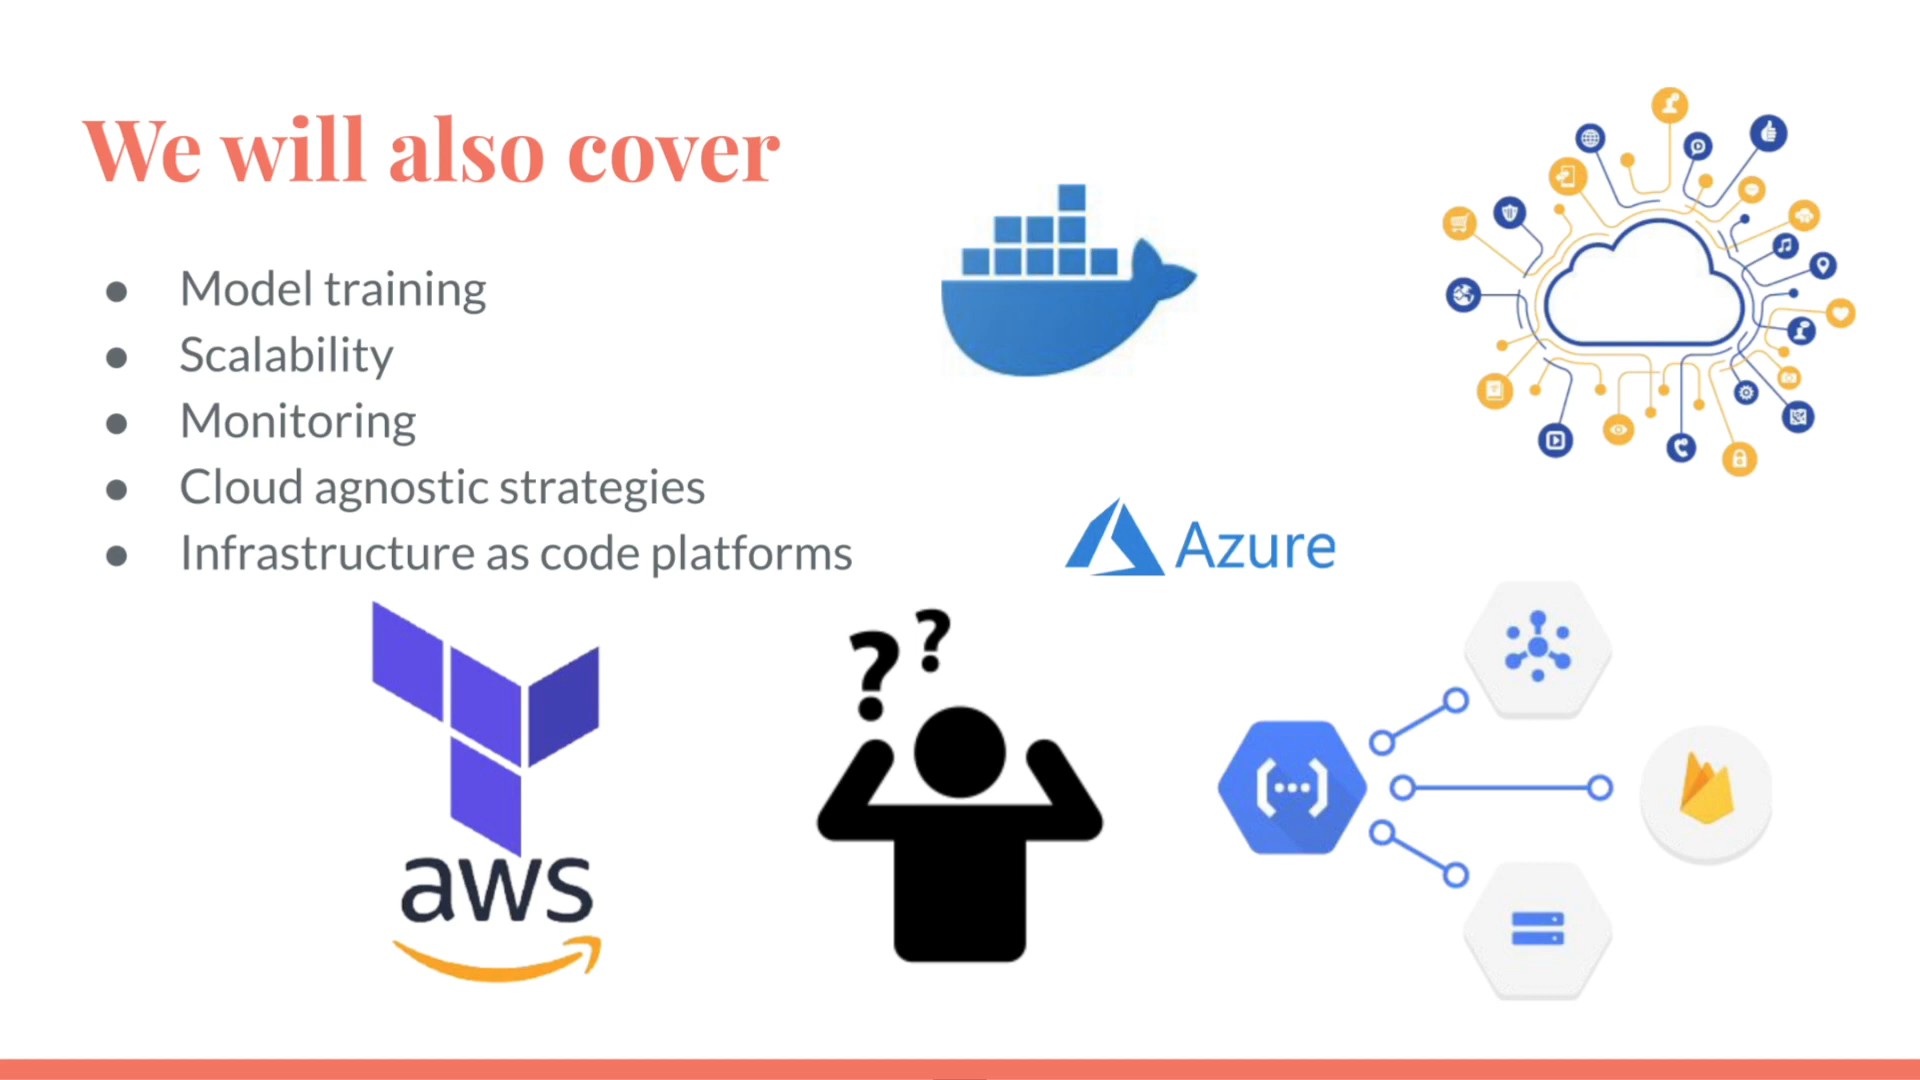 We will also cover
● Model training
● Scalability
● Monitoring
● Cloud agnostic strategies
● Infrastructure as code platforms
Azure
? ?
aws